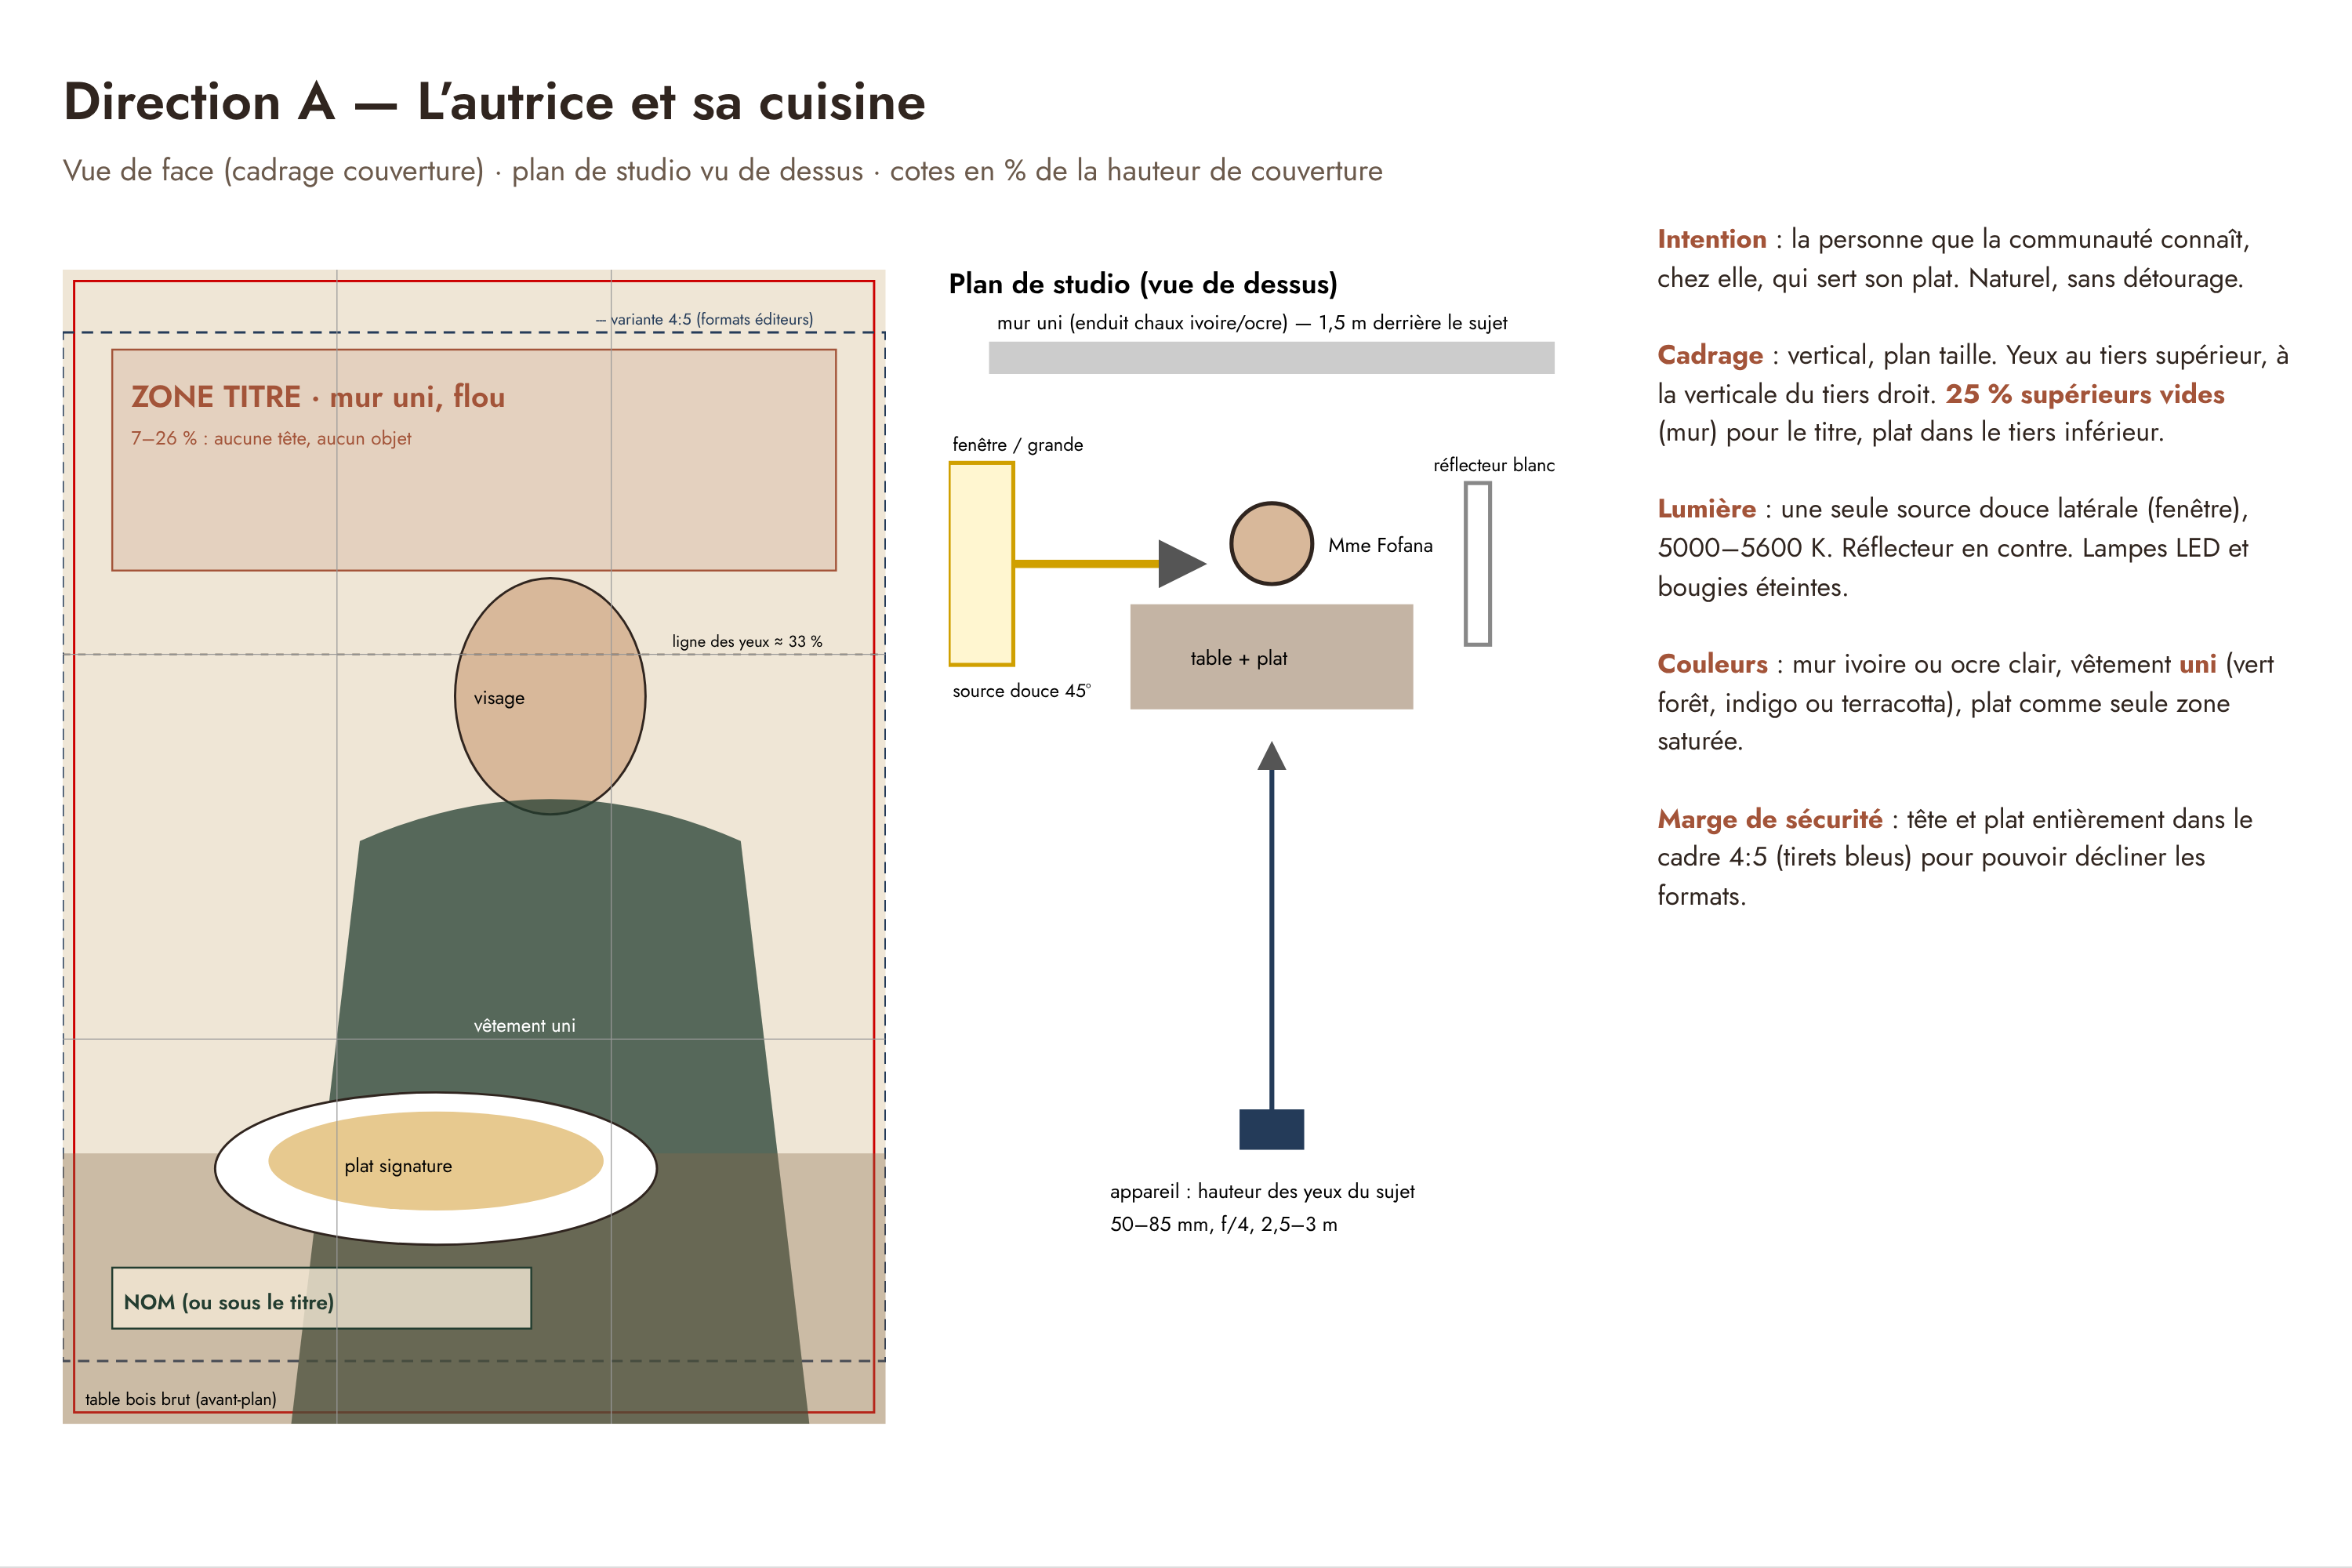 Direction A — L’autrice et sa cuisine
Vue de face (cadrage couverture) · plan de studio vu de dessus · cotes en % de la hauteur de couverture
-- variante 4:5 (formats éditeurs)
ZONE TITRE · mur uni, flou
7–26 % : aucune tête, aucun objet
ligne des yeux ≈ 33 %
visage
vêtement uni
plat signature
NOM (ou sous le titre)
table bois brut (avant-plan)
Plan de studio (vue de dessus)
mur uni (enduit chaux ivoire/ocre) — 1,5 m derrière le sujet
fenêtre / grande
réflecteur blanc
Mme Fofana
table + plat
source douce 45°
appareil : hauteur des yeux du sujet
50–85 mm, f/4, 2,5–3 m
Intention : la personne que la communauté connaît,
chez elle, qui sert son plat. Naturel, sans détourage.
Cadrage : vertical, plan taille. Yeux au tiers supérieur, à
la verticale du tiers droit. 25 % supérieurs vides
(mur) pour le titre, plat dans le tiers inférieur.
Lumière : une seule source douce latérale (fenêtre),
5000–5600 K. Réflecteur en contre. Lampes LED et
bougies éteintes.
Couleurs : mur ivoire ou ocre clair, vêtement uni (vert
forêt, indigo ou terracotta), plat comme seule zone
saturée.
Marge de sécurité : tête et plat entièrement dans le
cadre 4:5 (tirets bleus) pour pouvoir décliner les
formats.